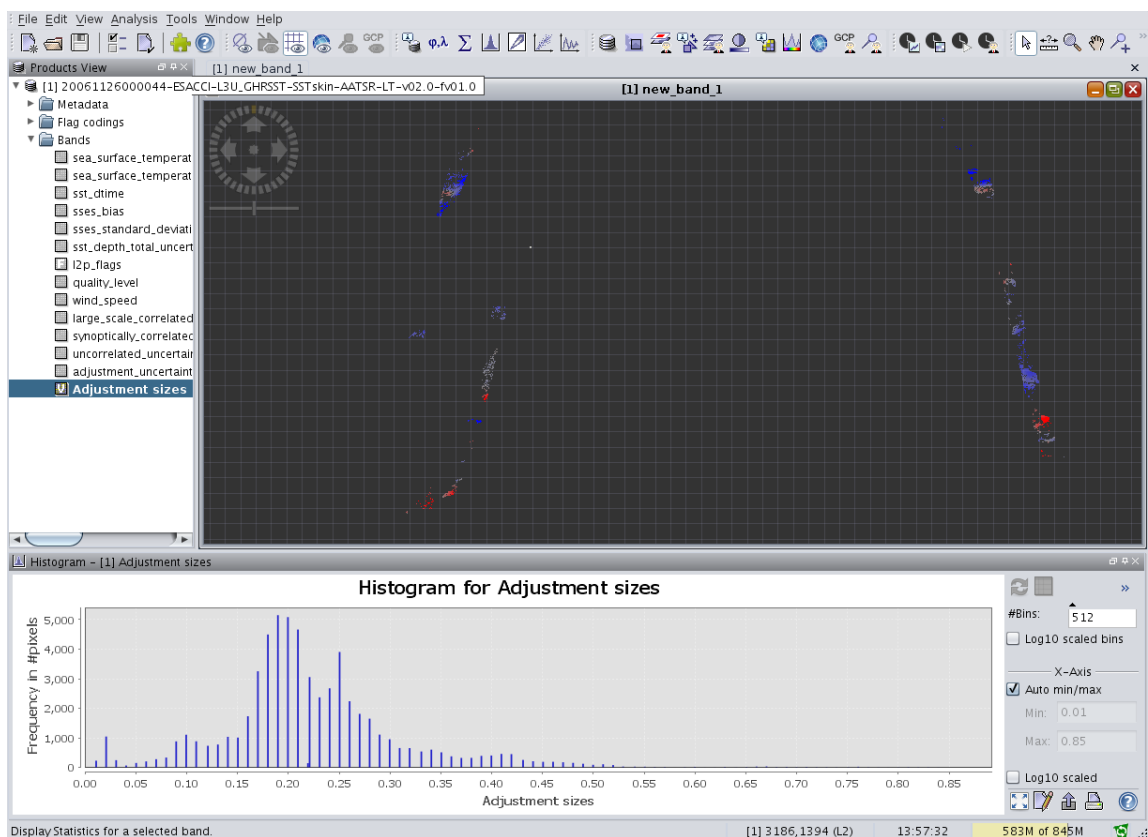 File Edit View Analysis Tools Window Help
φ,λ Σ GCP GCP
Products View
[1] new_band_1
[1] 20061126000044-ESACCI-L3U_GHRSST-SSTskin-AATSR-LT-v02.0-fv01.0
[1] new_band_1
Metadata
Flag codings
Bands
sea_surface_temperat
sea_surface_temperat
sst_dtime
sses_bias
sses_standard_deviati
sst_depth_total_uncert
l2p_flags
quality_level
wind_speed
large_scale_correlated
synoptically_correlated
uncorrelated_uncertain
adjustment_uncertaint
Adjustment sizes
Histogram - [1] Adjustment sizes
Histogram for Adjustment sizes
Frequency in #pixels
5,000
4,000
3,000
2,000
1,000
0
0.00 0.05 0.10 0.15 0.20 0.25 0.30 0.35 0.40 0.45 0.50 0.55 0.60 0.65 0.70 0.75 0.80 0.85
Adjustment sizes
#Bins: 512
Log10 scaled bins
X-Axis
Auto min/max
Min: 0.01
Max: 0.85
Log10 scaled
Display Statistics for a selected band.
[1] 3186,1394 (L2) 13:57:32 583M of 845M